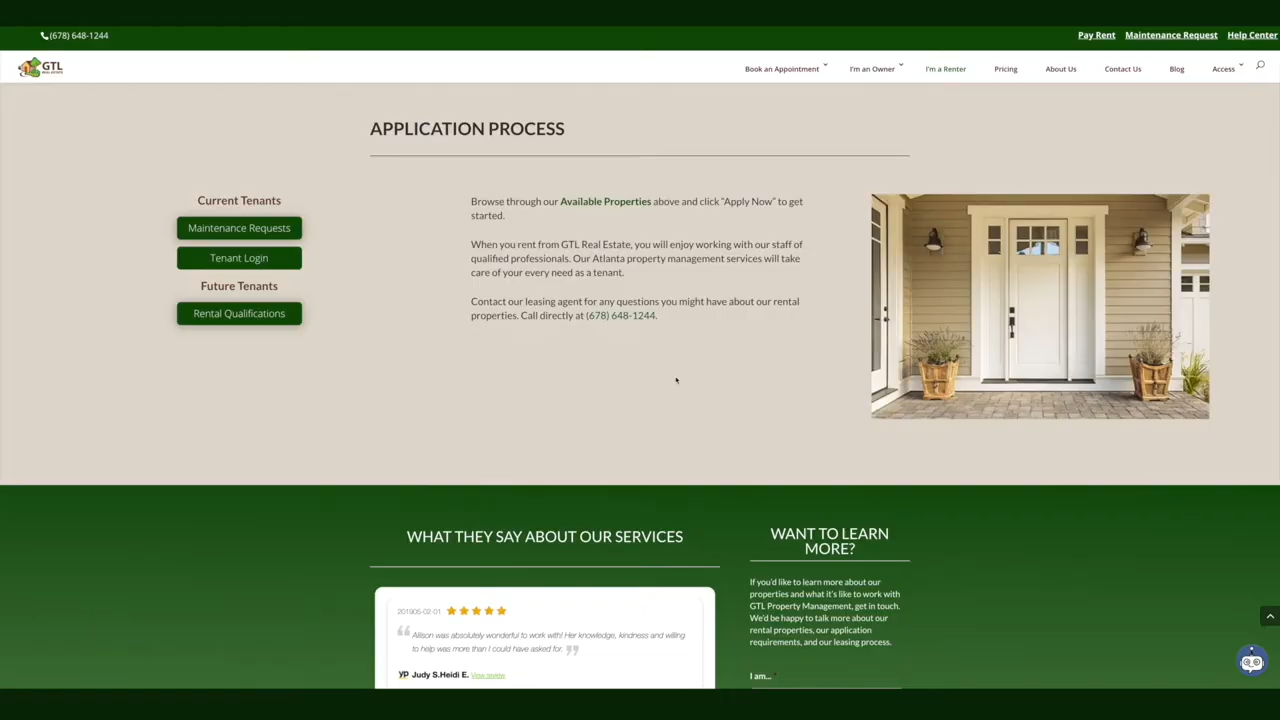 (678) 648-1244
Pay Rent
Maintenance Request
Help Center
GTL
REAL ESTATE
Book an Appointment
I'm an Owner
I'm a Renter
Pricing
About Us
Contact Us
Blog
Access
APPLICATION PROCESS
Current Tenants
Maintenance Requests
Tenant Login
Future Tenants
Rental Qualifications
Browse through our Available Properties above and click “Apply Now” to get
started.
When you rent from GTL Real Estate, you will enjoy working with our staff of
qualified professionals. Our Atlanta property management services will take
care of your every need as a tenant.
Contact our leasing agent for any questions you might have about our rental
properties. Call directly at (678) 648-1244.
WHAT THEY SAY ABOUT OUR SERVICES
201905-02-01
“ Allison was absolutely wonderful to work with! Her knowledge, kindness and willing
to help was more than I could have asked for. ”
yp Judy S.Heidi E. View review
WANT TO LEARN
MORE?
If you’d like to learn more about our
properties and what it’s like to work with
GTL Property Management, get in touch.
We’d be happy to talk more about our
rental properties, our application
requirements, and our leasing process.
I am... *